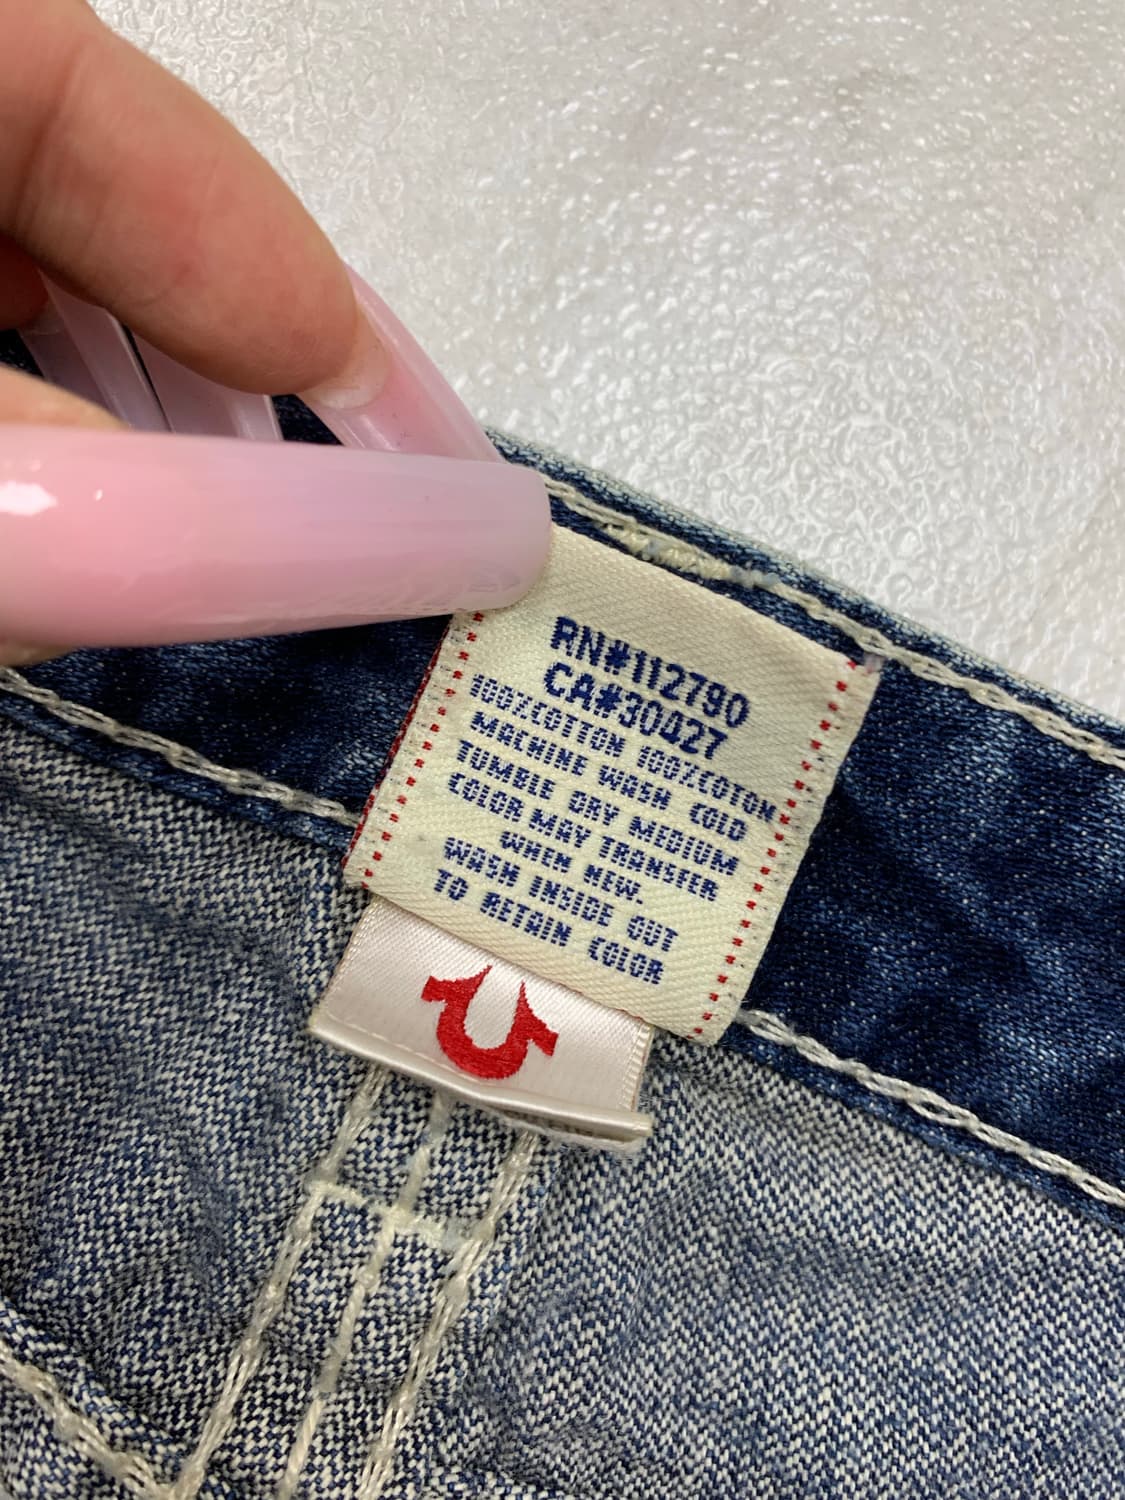 RN#112790
CA#30427
100%COTTON 100%COTON
MACHINE WASH COLD
TUMBLE DRY MEDIUM
COLOR MAY TRANSFER
WHEN NEW.
WASH INSIDE OUT
TO RETAIN COLOR